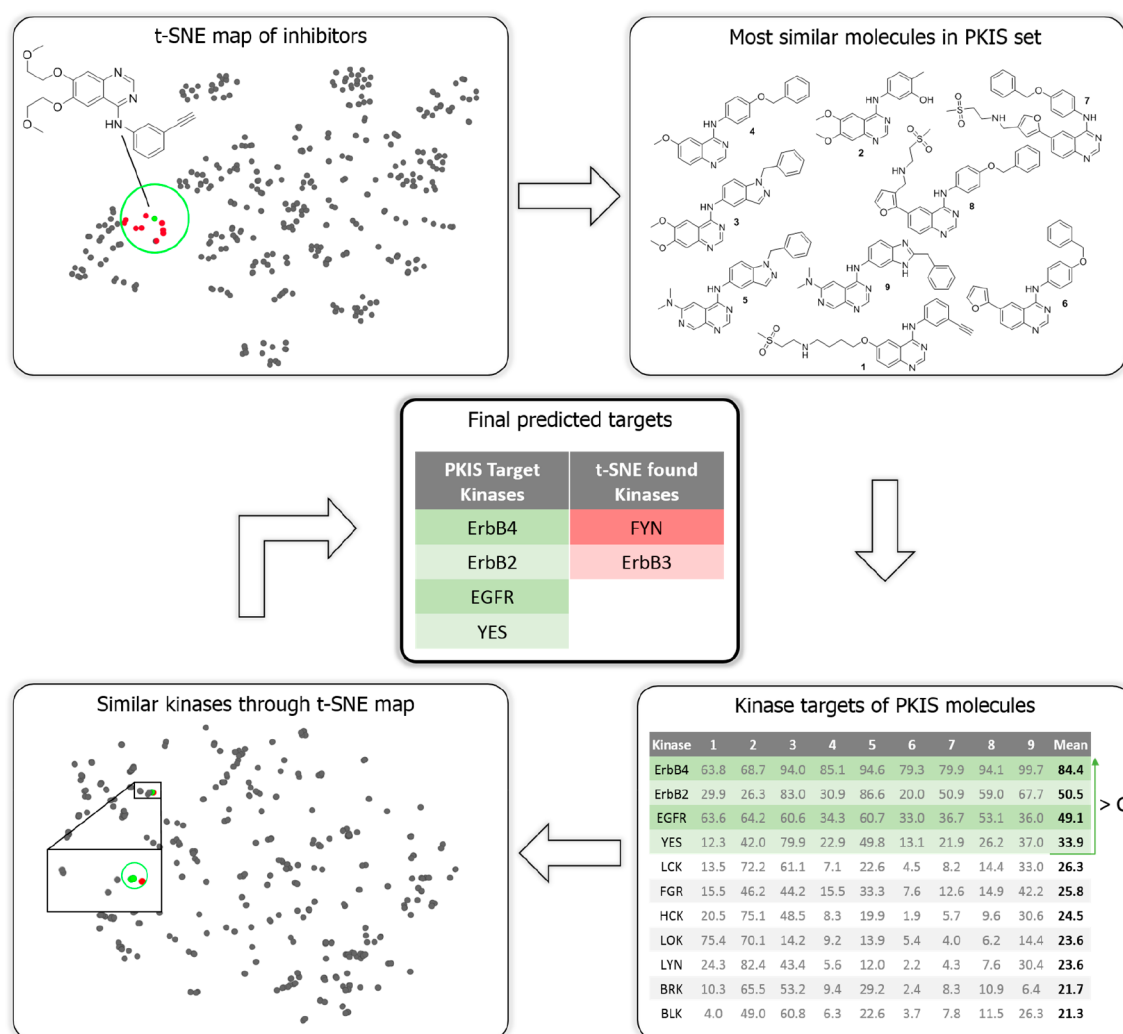 t-SNE map of inhibitors
Most similar molecules in PKIS set
4
2
7
3
8
5
9
6
1
Final predicted targets
PKIS Target Kinases
t-SNE found Kinases
ErbB4 FYN
ErbB2 ErbB3
EGFR
YES
Similar kinases through t-SNE map
Kinase targets of PKIS molecules
Kinase 1 2 3 4 5 6 7 8 9 Mean
ErbB4 63.8 68.7 94.0 85.1 94.6 79.3 79.9 94.1 99.7 84.4
ErbB2 29.9 26.3 83.0 30.9 86.6 20.0 50.9 59.0 67.7 50.5
EGFR 63.6 64.2 60.6 34.3 60.7 33.0 36.7 53.1 36.0 49.1
YES 12.3 42.0 79.9 22.9 49.8 13.1 21.9 26.2 37.0 33.9
LCK 13.5 72.2 61.1 7.1 22.6 4.5 8.2 14.4 33.0 26.3
FGR 15.5 46.2 44.2 15.5 33.3 7.6 12.6 14.9 42.2 25.8
HCK 20.5 75.1 48.5 8.3 19.9 1.9 5.7 9.6 30.6 24.5
LOK 75.4 70.1 14.2 9.2 13.9 5.4 4.0 6.2 14.4 23.6
LYN 24.3 82.4 43.4 5.6 12.0 2.2 4.3 7.6 30.4 23.6
BRK 10.3 65.5 53.2 9.4 29.2 2.4 8.3 10.9 6.4 21.7
BLK 4.0 49.0 60.8 6.3 22.6 3.7 7.8 11.5 26.3 21.3